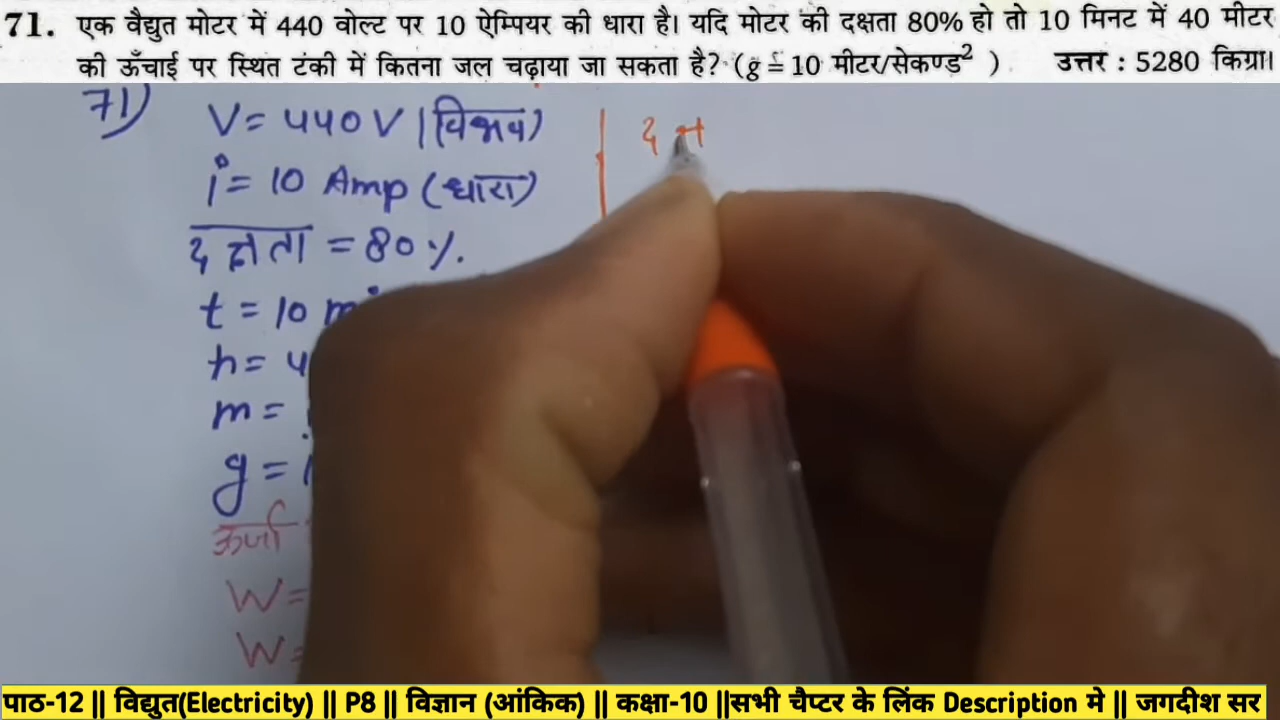 71. एक वैद्युत मोटर में 440 वोल्ट पर 10 ऐम्पियर की धारा है। यदि मोटर की दक्षता 80% हो तो 10 मिनट में 40 मीटर
की ऊँचाई पर स्थित टंकी में कितना जल चढ़ाया जा सकता है? (g = 10 मीटर/सेकण्ड² ) उत्तर : 5280 किग्रा।
71)
V = 440 V (विभव)
i = 10 Amp (धारा)
दक्षता = 80 %.
t = 10
h = 4
m =
g =
ऊर्जा
W =
W =
पाठ-12 || विद्युत(Electricity) || P8 || विज्ञान (आंकिक) || कक्षा-10 ||सभी चैप्टर के लिंक Description मे || जगदीश सर